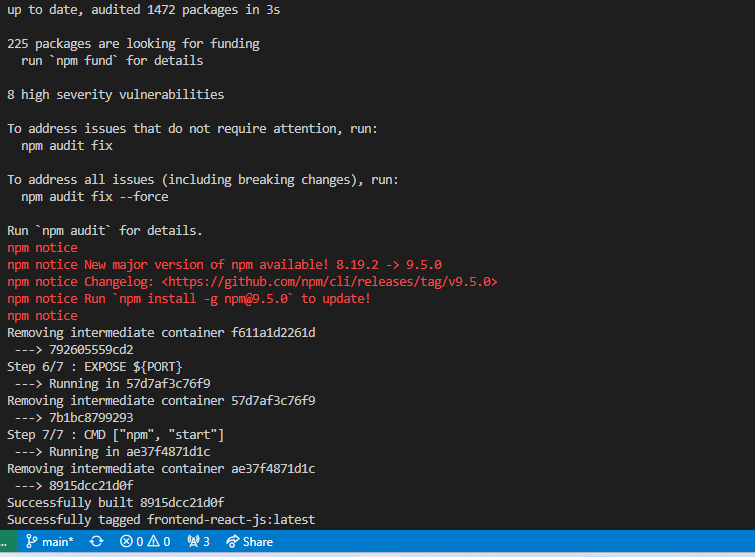 up to date, audited 1472 packages in 3s
225 packages are looking for funding
run `npm fund` for details
8 high severity vulnerabilities
To address issues that do not require attention, run:
npm audit fix
To address all issues (including breaking changes), run:
npm audit fix --force
Run `npm audit` for details.
npm notice
npm notice New major version of npm available! 8.19.2 -> 9.5.0
npm notice Changelog: <https://github.com/npm/cli/releases/tag/v9.5.0>
npm notice Run `npm install -g npm@9.5.0` to update!
npm notice
Removing intermediate container f611a1d2261d
---> 792605559cd2
Step 6/7 : EXPOSE ${PORT}
---> Running in 57d7af3c76f9
Removing intermediate container 57d7af3c76f9
---> 7b1bc8799293
Step 7/7 : CMD ["npm", "start"]
---> Running in ae37f4871d1c
Removing intermediate container ae37f4871d1c
---> 8915dcc21d0f
Successfully built 8915dcc21d0f
Successfully tagged frontend-react-js:latest
... main* 0 0 3 Share